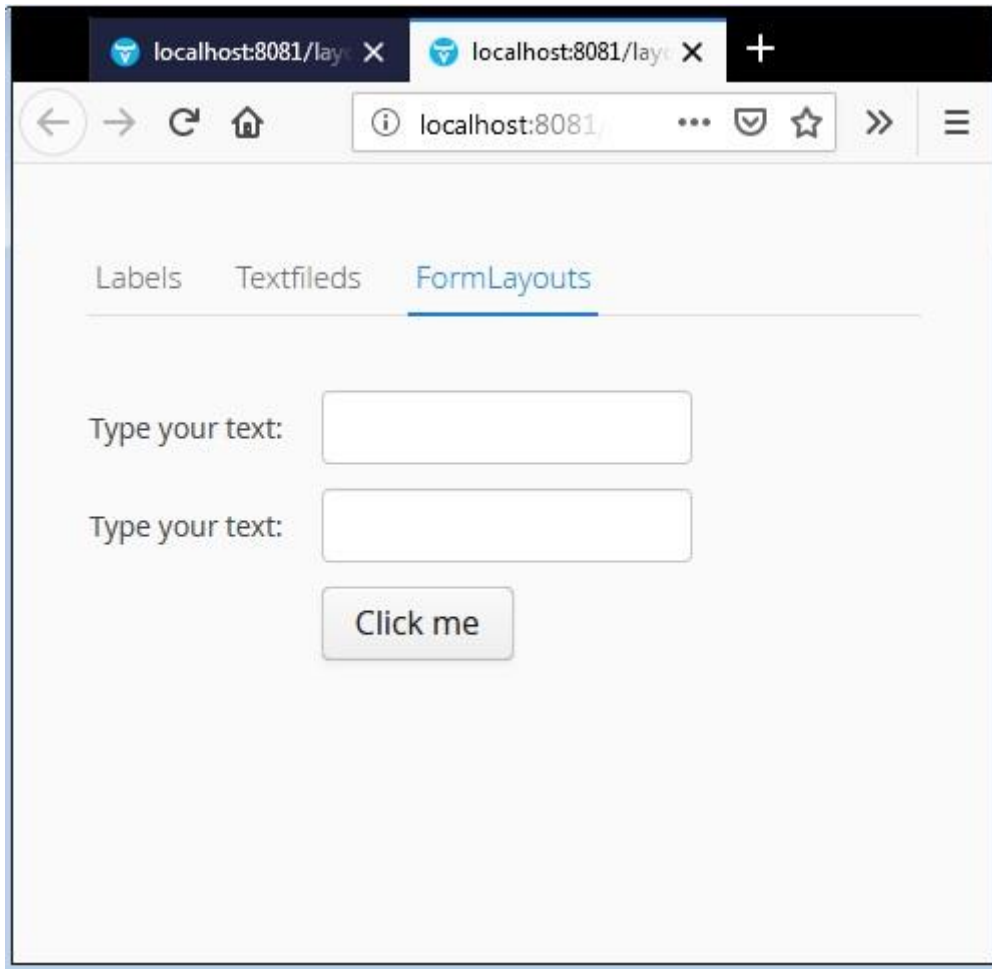 localhost:8081/lay localhost:8081/lay
localhost:8081/
Labels Textfileds FormLayouts
Type your text:
Type your text:
Click me